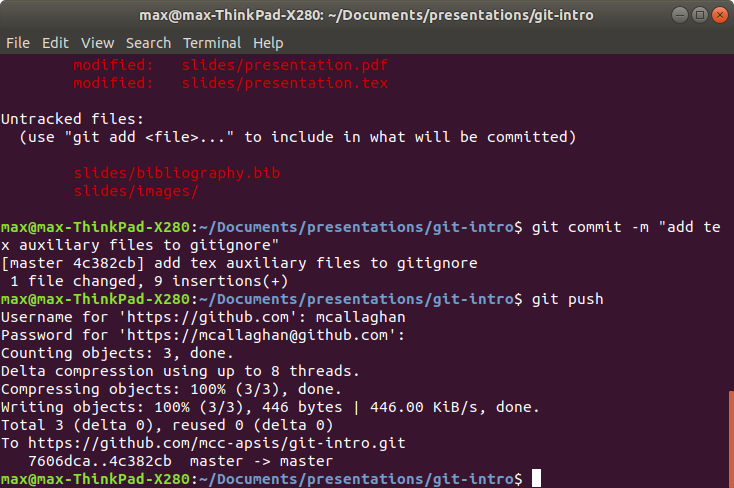 max@max-ThinkPad-X280: ~/Documents/presentations/git-intro
File Edit View Search Terminal Help
modified: slides/presentation.pdf
modified: slides/presentation.tex
Untracked files:
(use "git add <file>..." to include in what will be committed)
slides/bibliography.bib
slides/images/
max@max-ThinkPad-X280:~/Documents/presentations/git-intro$ git commit -m "add te
x auxiliary files to gitignore"
[master 4c382cb] add tex auxiliary files to gitignore
1 file changed, 9 insertions(+)
max@max-ThinkPad-X280:~/Documents/presentations/git-intro$ git push
Username for 'https://github.com': mcallaghan
Password for 'https://mcallaghan@github.com':
Counting objects: 3, done.
Delta compression using up to 8 threads.
Compressing objects: 100% (3/3), done.
Writing objects: 100% (3/3), 446 bytes | 446.00 KiB/s, done.
Total 3 (delta 0), reused 0 (delta 0)
To https://github.com/mcc-apsis/git-intro.git
7606dca..4c382cb master -> master
max@max-ThinkPad-X280:~/Documents/presentations/git-intro$